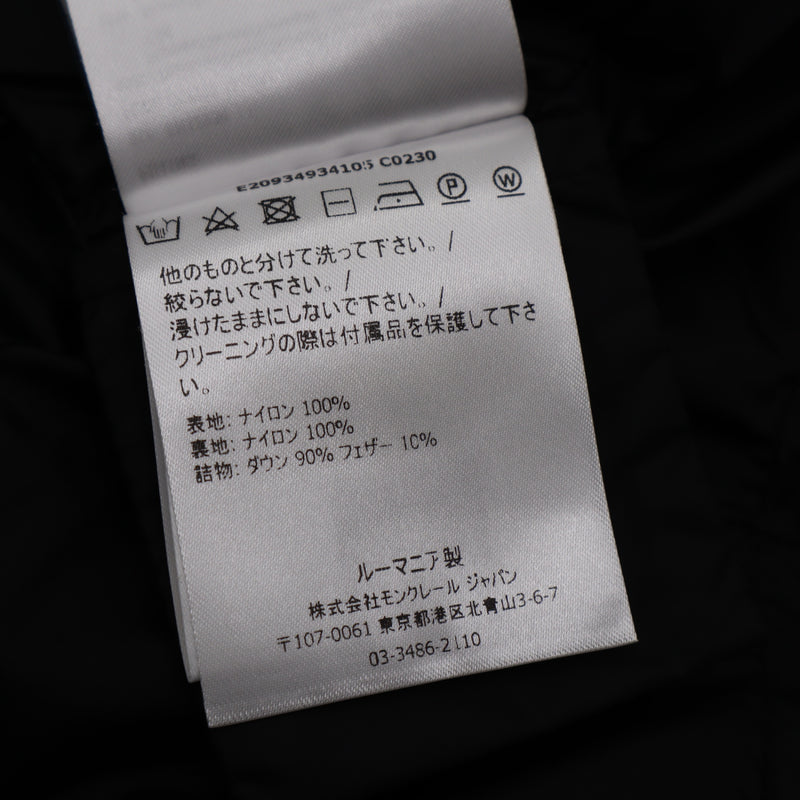 E20934934105 C0230
P W
他のものと分けて洗って下さい。/
絞らないで下さい。/
浸けたままにしないで下さい。/
クリーニングの際は付属品を保護して下さ
い。
表地: ナイロン 100%
裏地: ナイロン 100%
詰物: ダウン 90% フェザー 10%
ルーマニア製
株式会社モンクレール ジャパン
〒107-0061 東京都港区北青山3-6-7
03-3486-2110